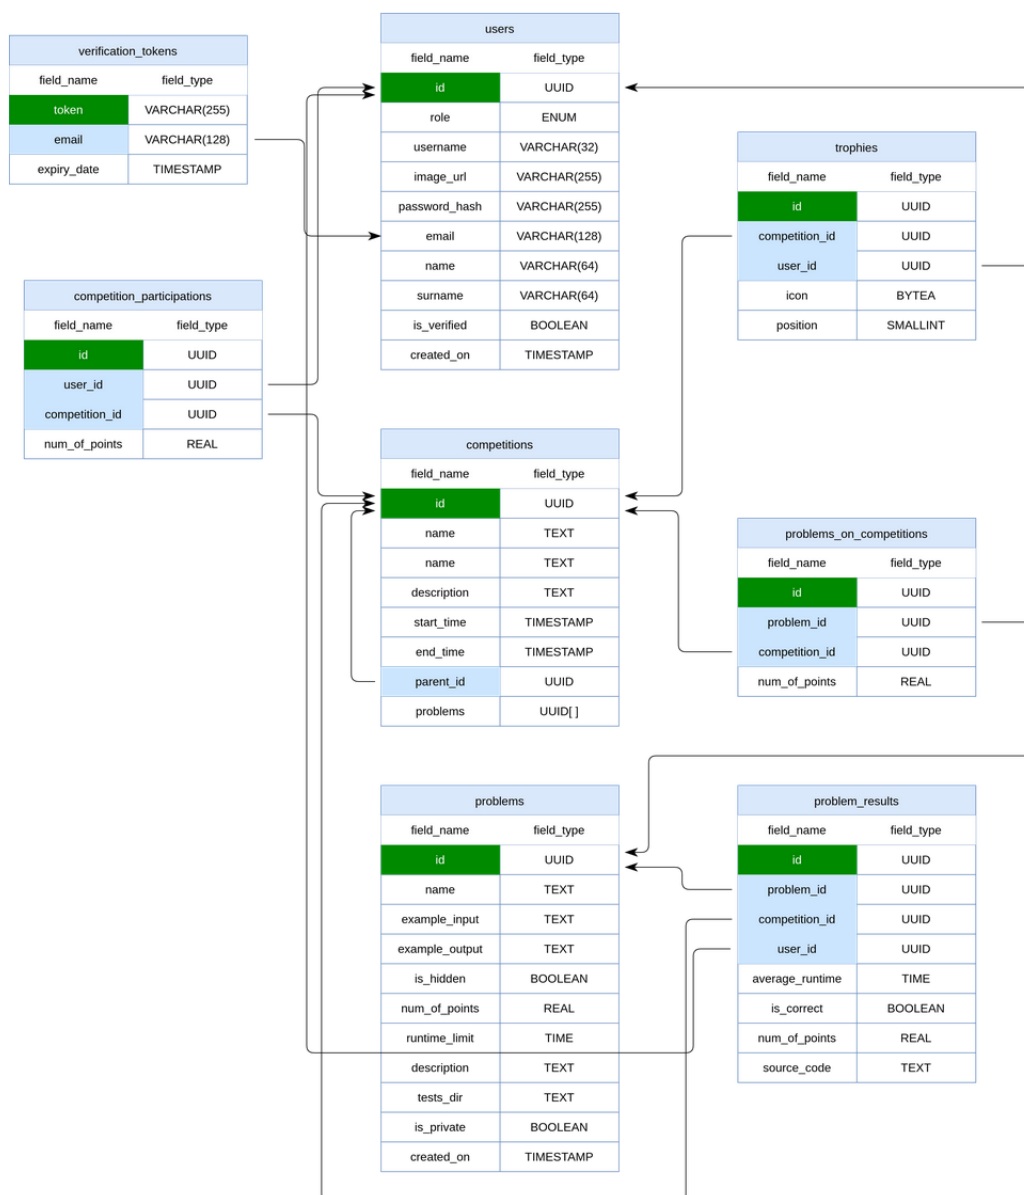 verification_tokens
field_name field_type
token VARCHAR(255)
email VARCHAR(128)
expiry_date TIMESTAMP
competition_participations
field_name field_type
id UUID
user_id UUID
competition_id UUID
num_of_points REAL
users
field_name field_type
id UUID
role ENUM
username VARCHAR(32)
image_url VARCHAR(255)
password_hash VARCHAR(255)
email VARCHAR(128)
name VARCHAR(64)
surname VARCHAR(64)
is_verified BOOLEAN
created_on TIMESTAMP
competitions
field_name field_type
id UUID
name TEXT
name TEXT
description TEXT
start_time TIMESTAMP
end_time TIMESTAMP
parent_id UUID
problems UUID[ ]
problems
field_name field_type
id UUID
name TEXT
example_input TEXT
example_output TEXT
is_hidden BOOLEAN
num_of_points REAL
runtime_limit TIME
description TEXT
tests_dir TEXT
is_private BOOLEAN
created_on TIMESTAMP
trophies
field_name field_type
id UUID
competition_id UUID
user_id UUID
icon BYTEA
position SMALLINT
problems_on_competitions
field_name field_type
id UUID
problem_id UUID
competition_id UUID
num_of_points REAL
problem_results
field_name field_type
id UUID
problem_id UUID
competition_id UUID
user_id UUID
average_runtime TIME
is_correct BOOLEAN
num_of_points REAL
source_code TEXT